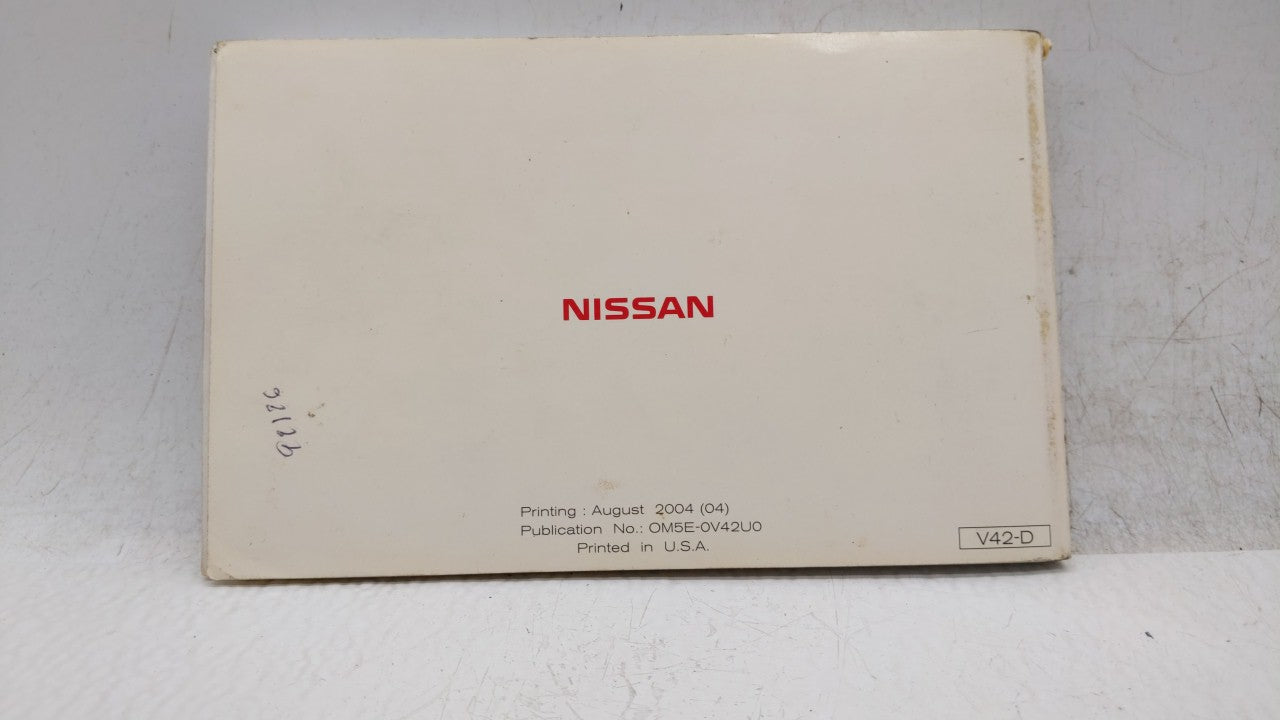 NISSAN
Printing : August 2004 (04)
Publication No.: OM5E-0V42U0
Printed in U.S.A.
V42-D